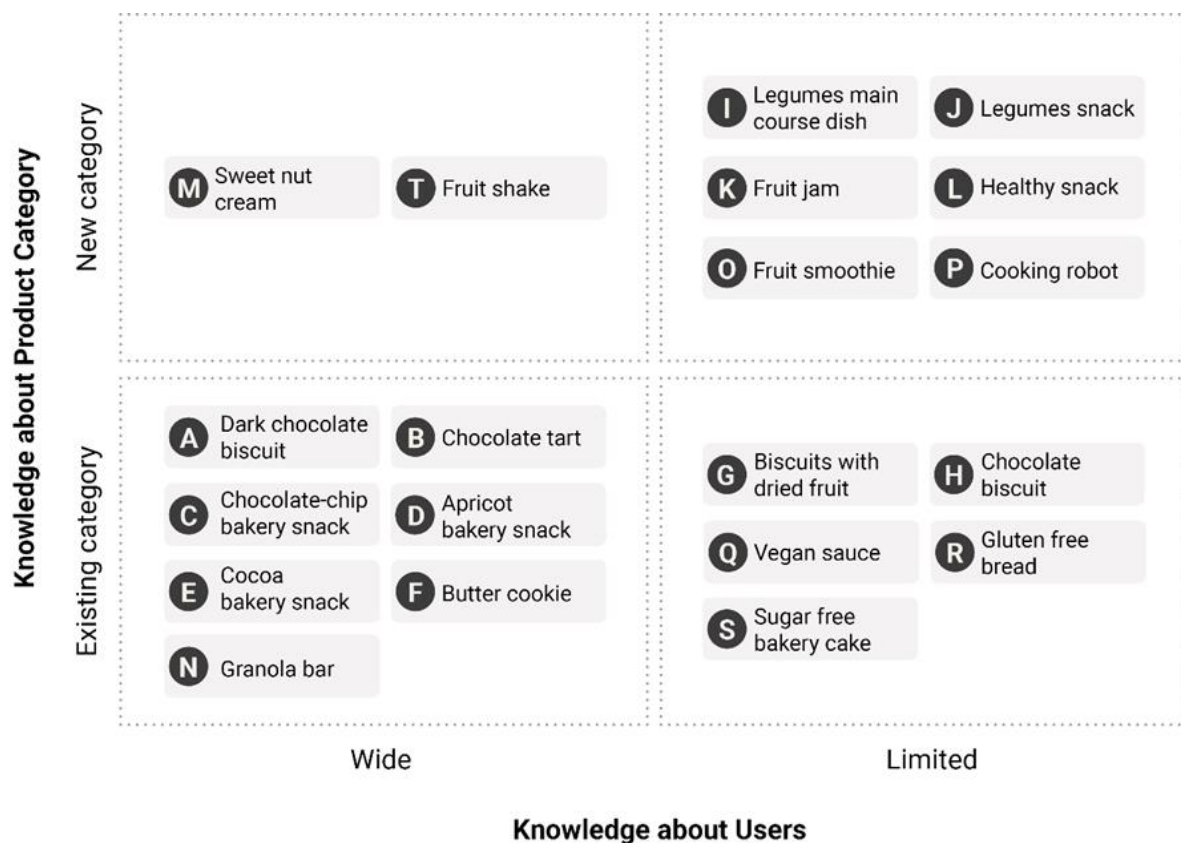 Knowledge about Product Category
New category
M Sweet nut
cream
T Fruit shake
I Legumes main
course dish
J Legumes snack
K Fruit jam
L Healthy snack
O Fruit smoothie
P Cooking robot
Existing category
A Dark chocolate
biscuit
B Chocolate tart
C Chocolate-chip
bakery snack
D Apricot
bakery snack
E Cocoa
bakery snack
F Butter cookie
N Granola bar
G Biscuits with
dried fruit
H Chocolate
biscuit
Q Vegan sauce
R Gluten free
bread
S Sugar free
bakery cake
Wide
Limited
Knowledge about Users